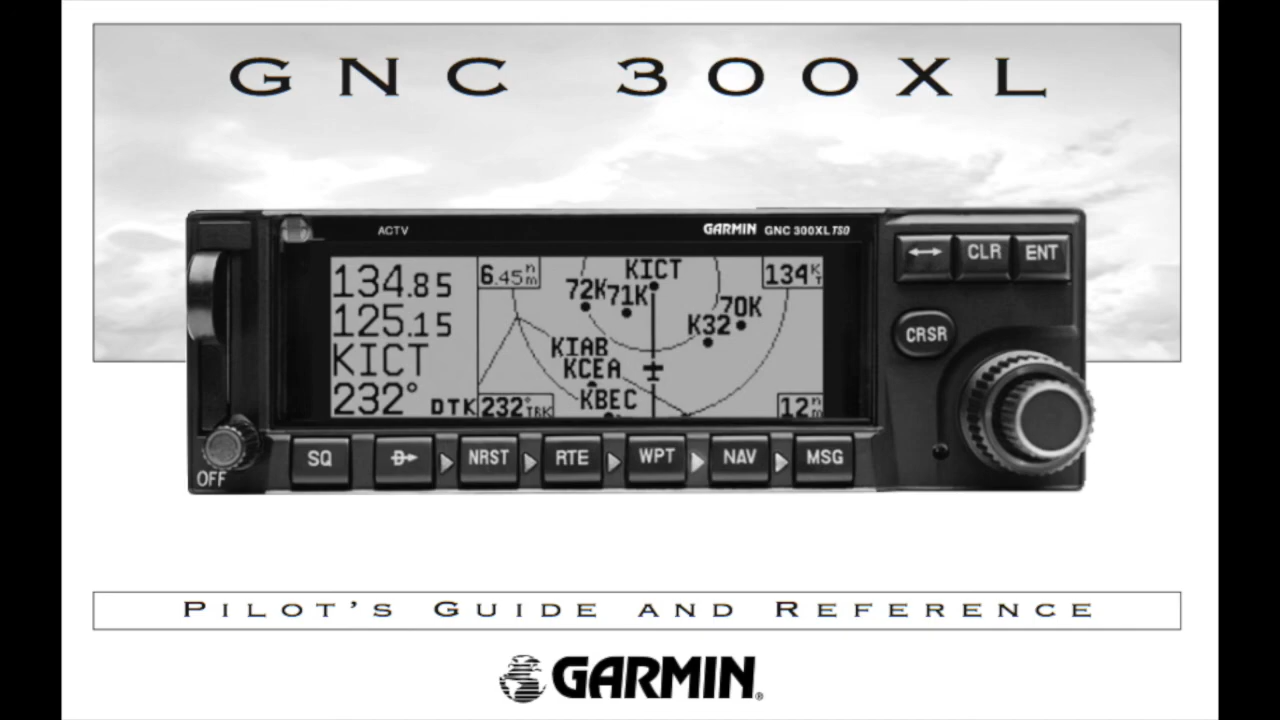 GNC 300XL
ACTV
GARMIN GNC 300XL TSO
134.85
125.15
KICT
232° DTK
6.45nm
KICT
134KT
72K
71K
70K
K32
KIAB
KCEA
KBEC
232°TRK
12nm
CLR
ENT
CRSR
OFF
SQ
D
NRST
RTE
WPT
NAV
MSG
PILOT'S GUIDE AND REFERENCE
GARMIN®